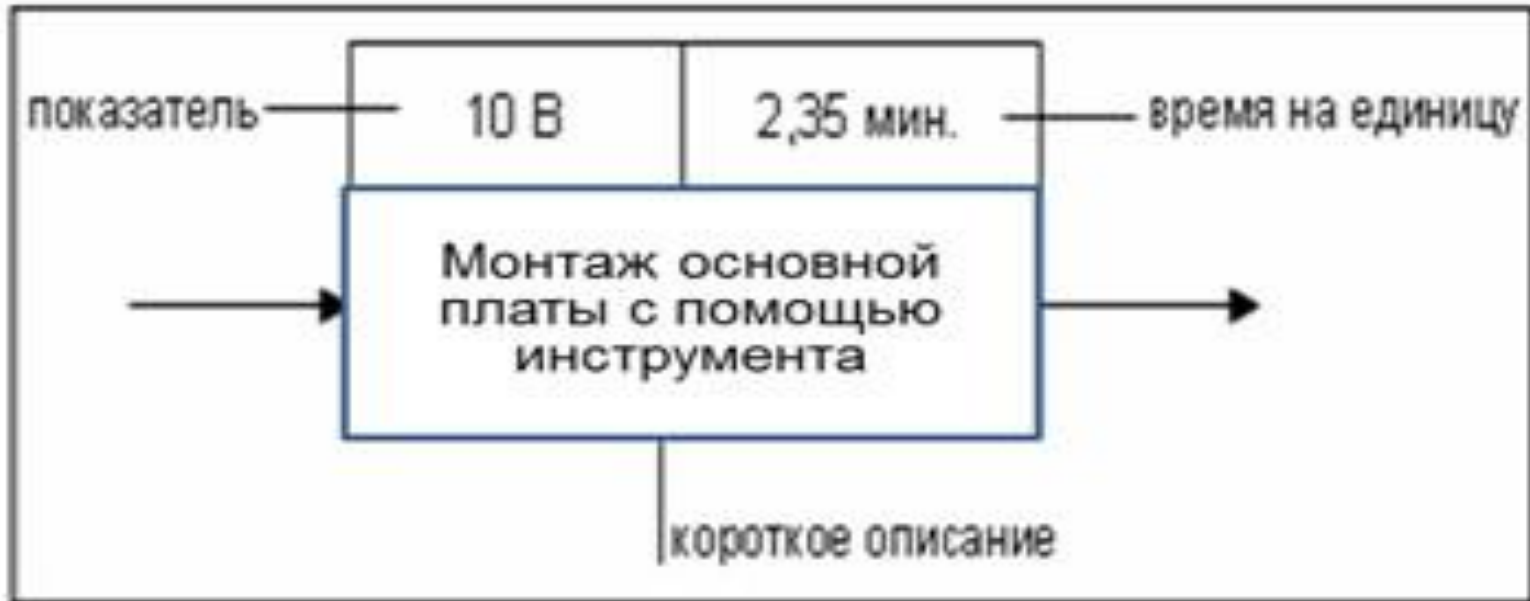 показатель
10 В
2,35 мин.
время на единицу
Монтаж основной
платы с помощью
инструмента
короткое описание